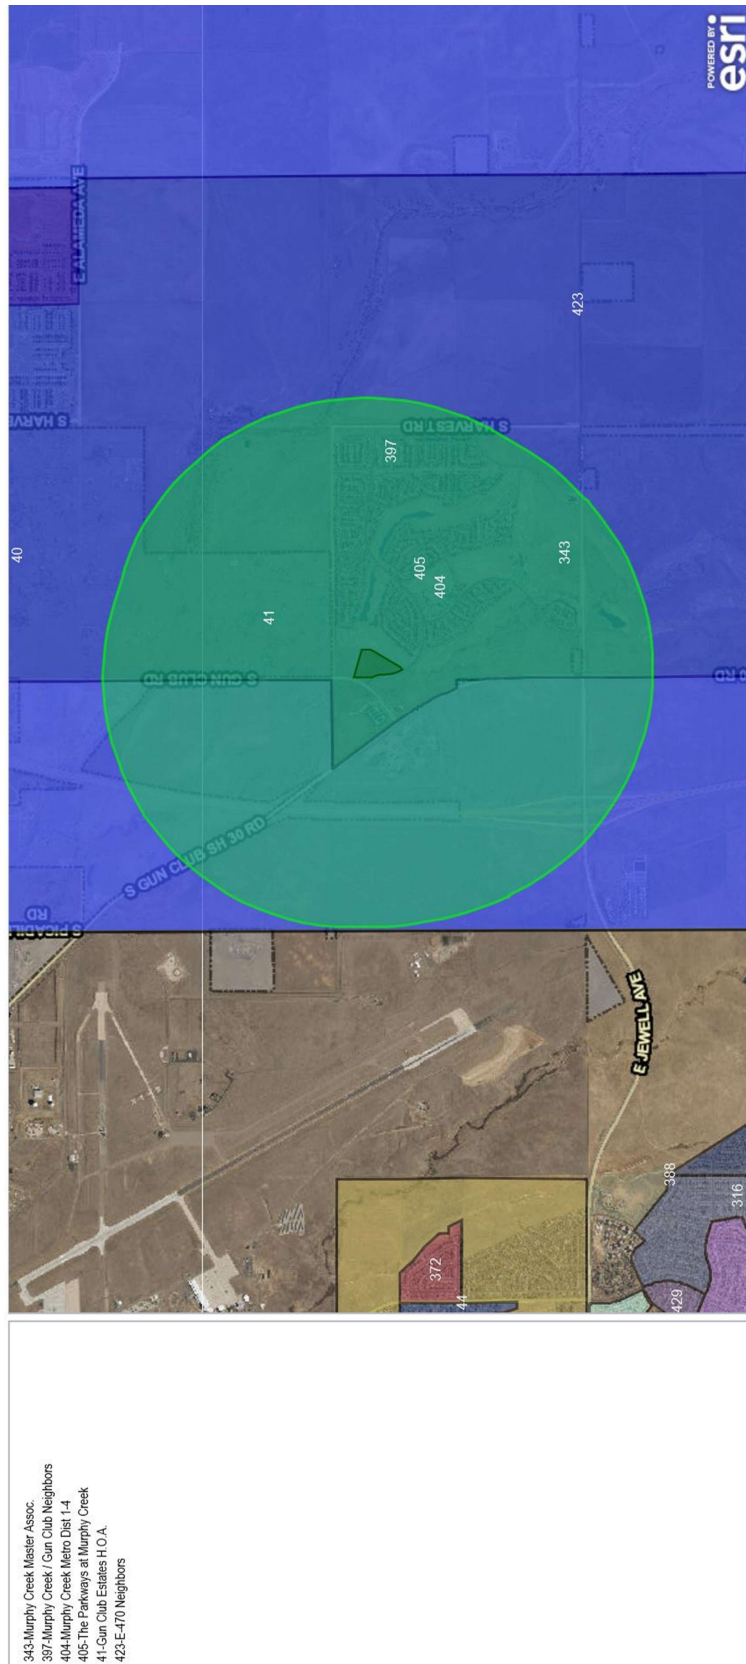 POWERED BY
esri
E ALAMEDA AVE
S HARVE
S HARVEST RD
423
397
40
405
404
343
41
S GUN CLUB RD
S GUN CLUB SH 30 RD
S PICADIL
RD
E JEWELL AVE
388
316
372
44
429
343-Murphy Creek Master Assoc.
397-Murphy Creek / Gun Club Neighbors
404-Murphy Creek Metro Dist 1-4
405-The Parkways at Murphy Creek
41-Gun Club Estates H.O.A.
423-E-470 Neighbors